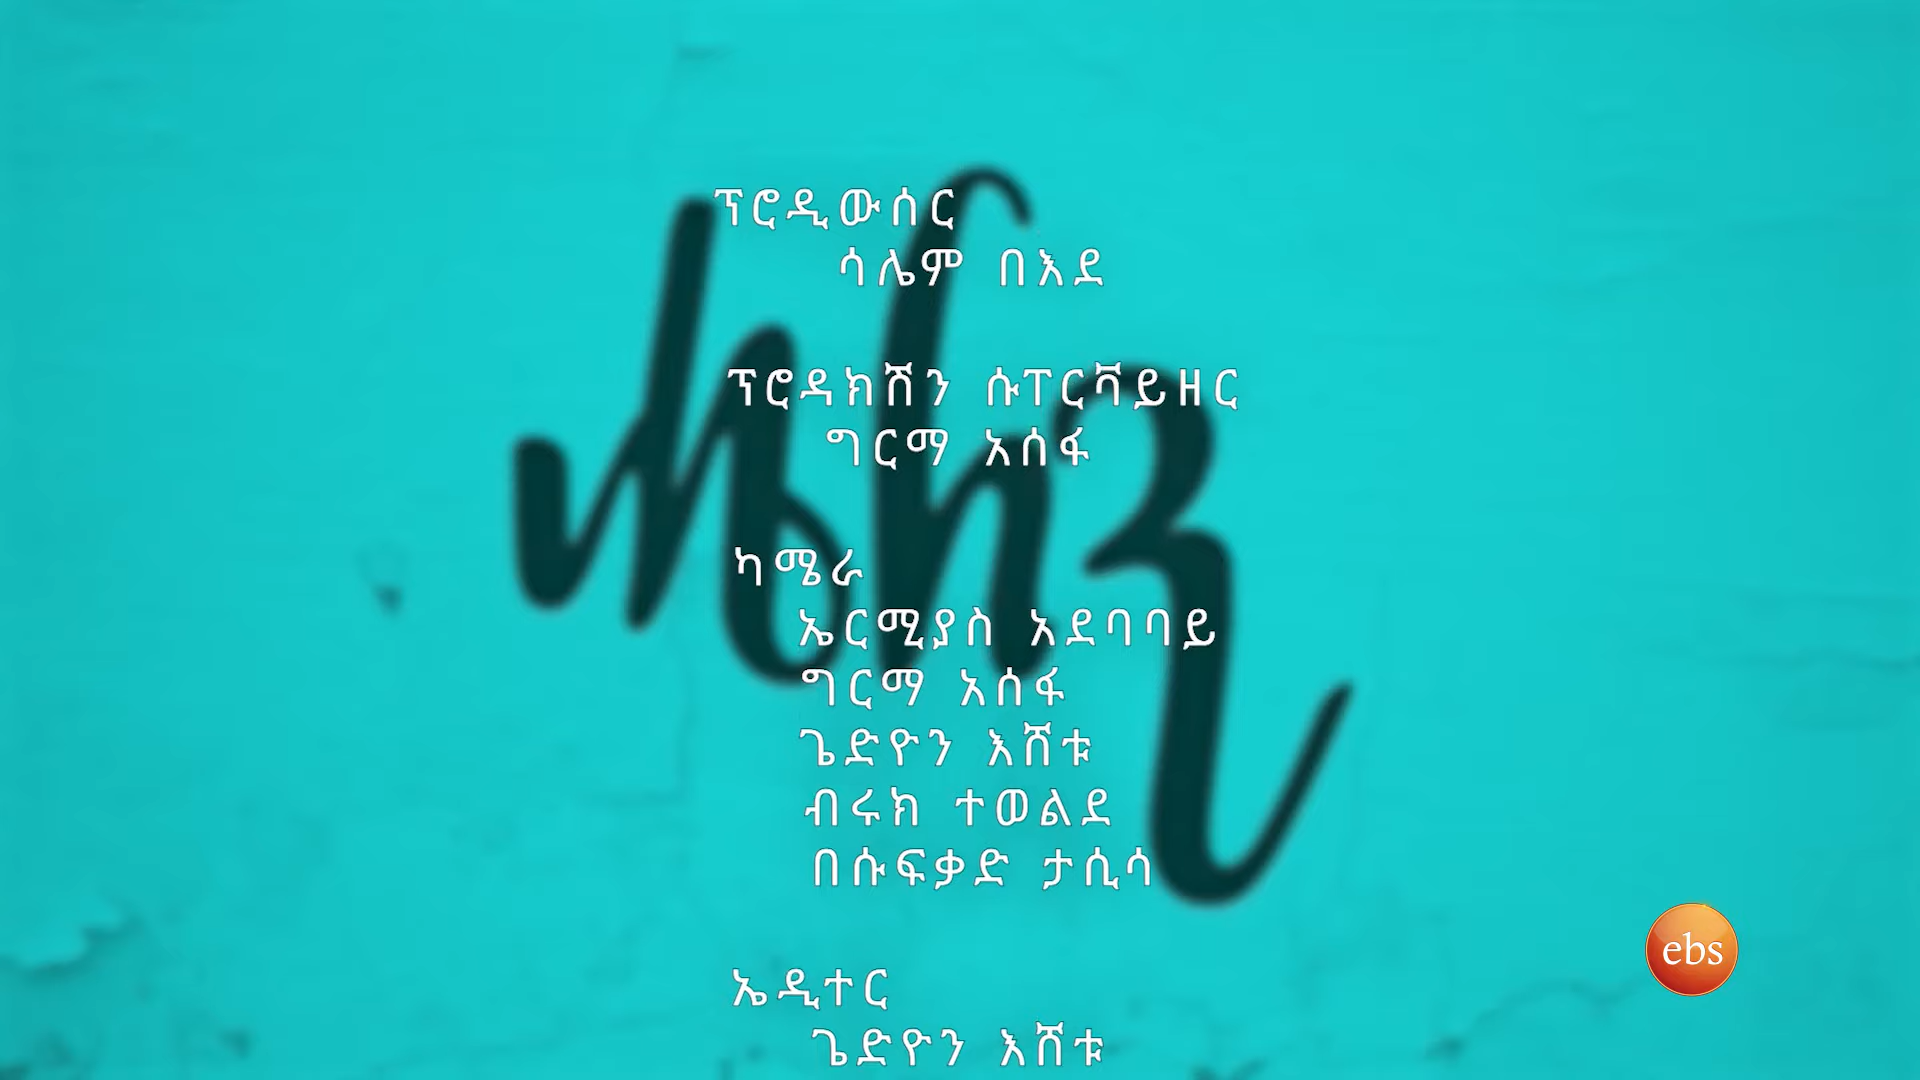 ፕሮዲውሰር
ሳሌም በእደ
ፕሮዳክሽን ሱፐርቫይዘር
ግርማ አሰፋ
ካሜራ
ኤርሚያስ አደባባይ
ግርማ አሰፋ
ጌድዮን እሸቱ
ብሩክ ተወልደ
በሱፍቃድ ታሲሳ
ኤዲተር
ጌድዮን እሸቱ
ebs